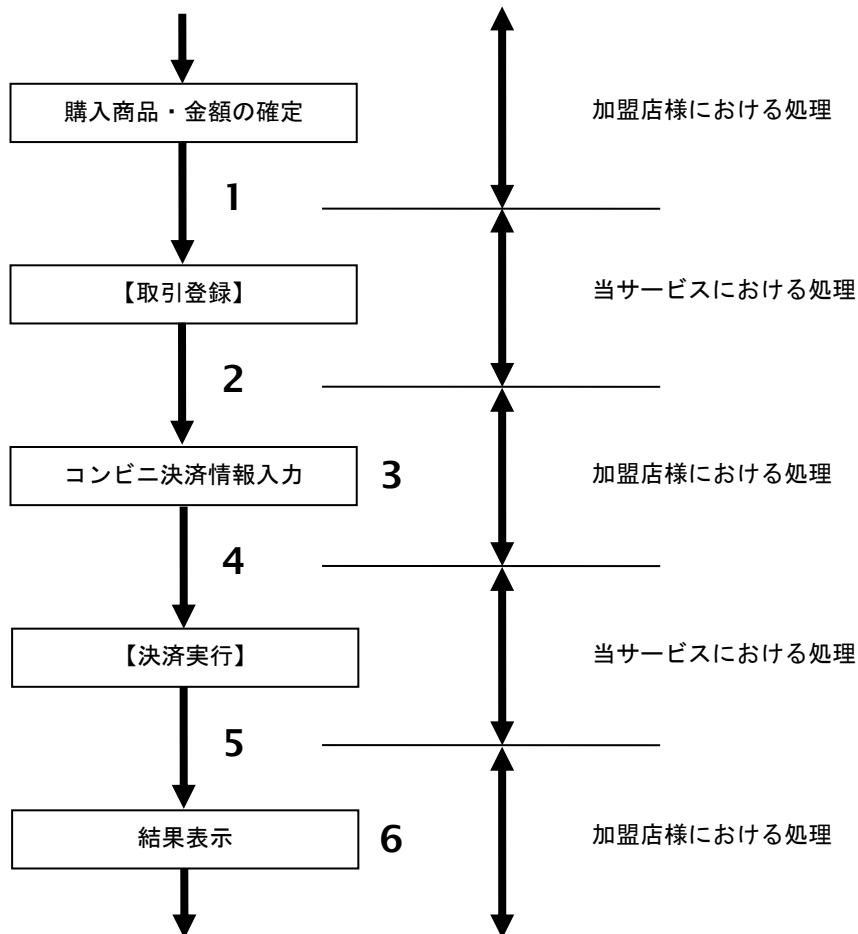 購入商品・金額の確定
加盟店様における処理
1
【取引登録】
当サービスにおける処理
2
コンビニ決済情報入力
3
加盟店様における処理
4
【決済実行】
当サービスにおける処理
5
結果表示
6
加盟店様における処理